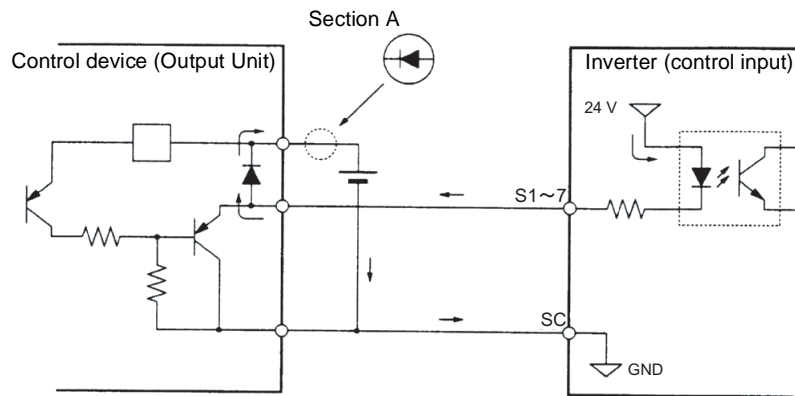 Section A
Control device (Output Unit)
Inverter (control input)
24 V
S1～7
SC
GND